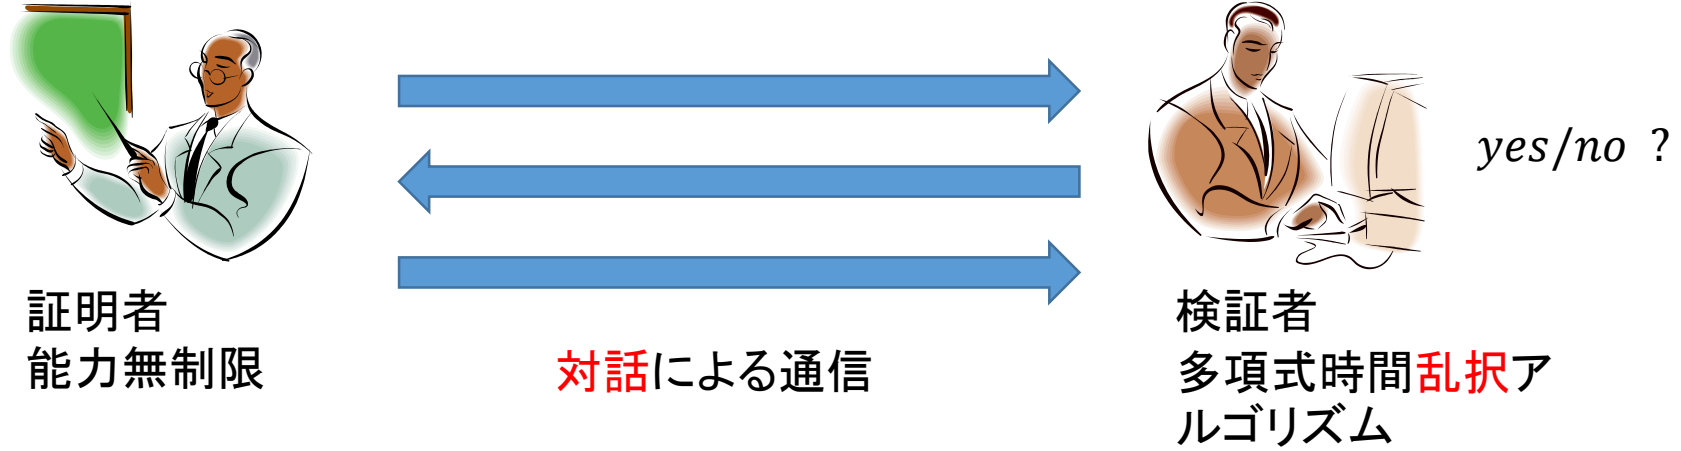 yes/no ?
証明者
能力無制限
対話による通信
検証者
多項式時間乱択ア
ルゴリズム